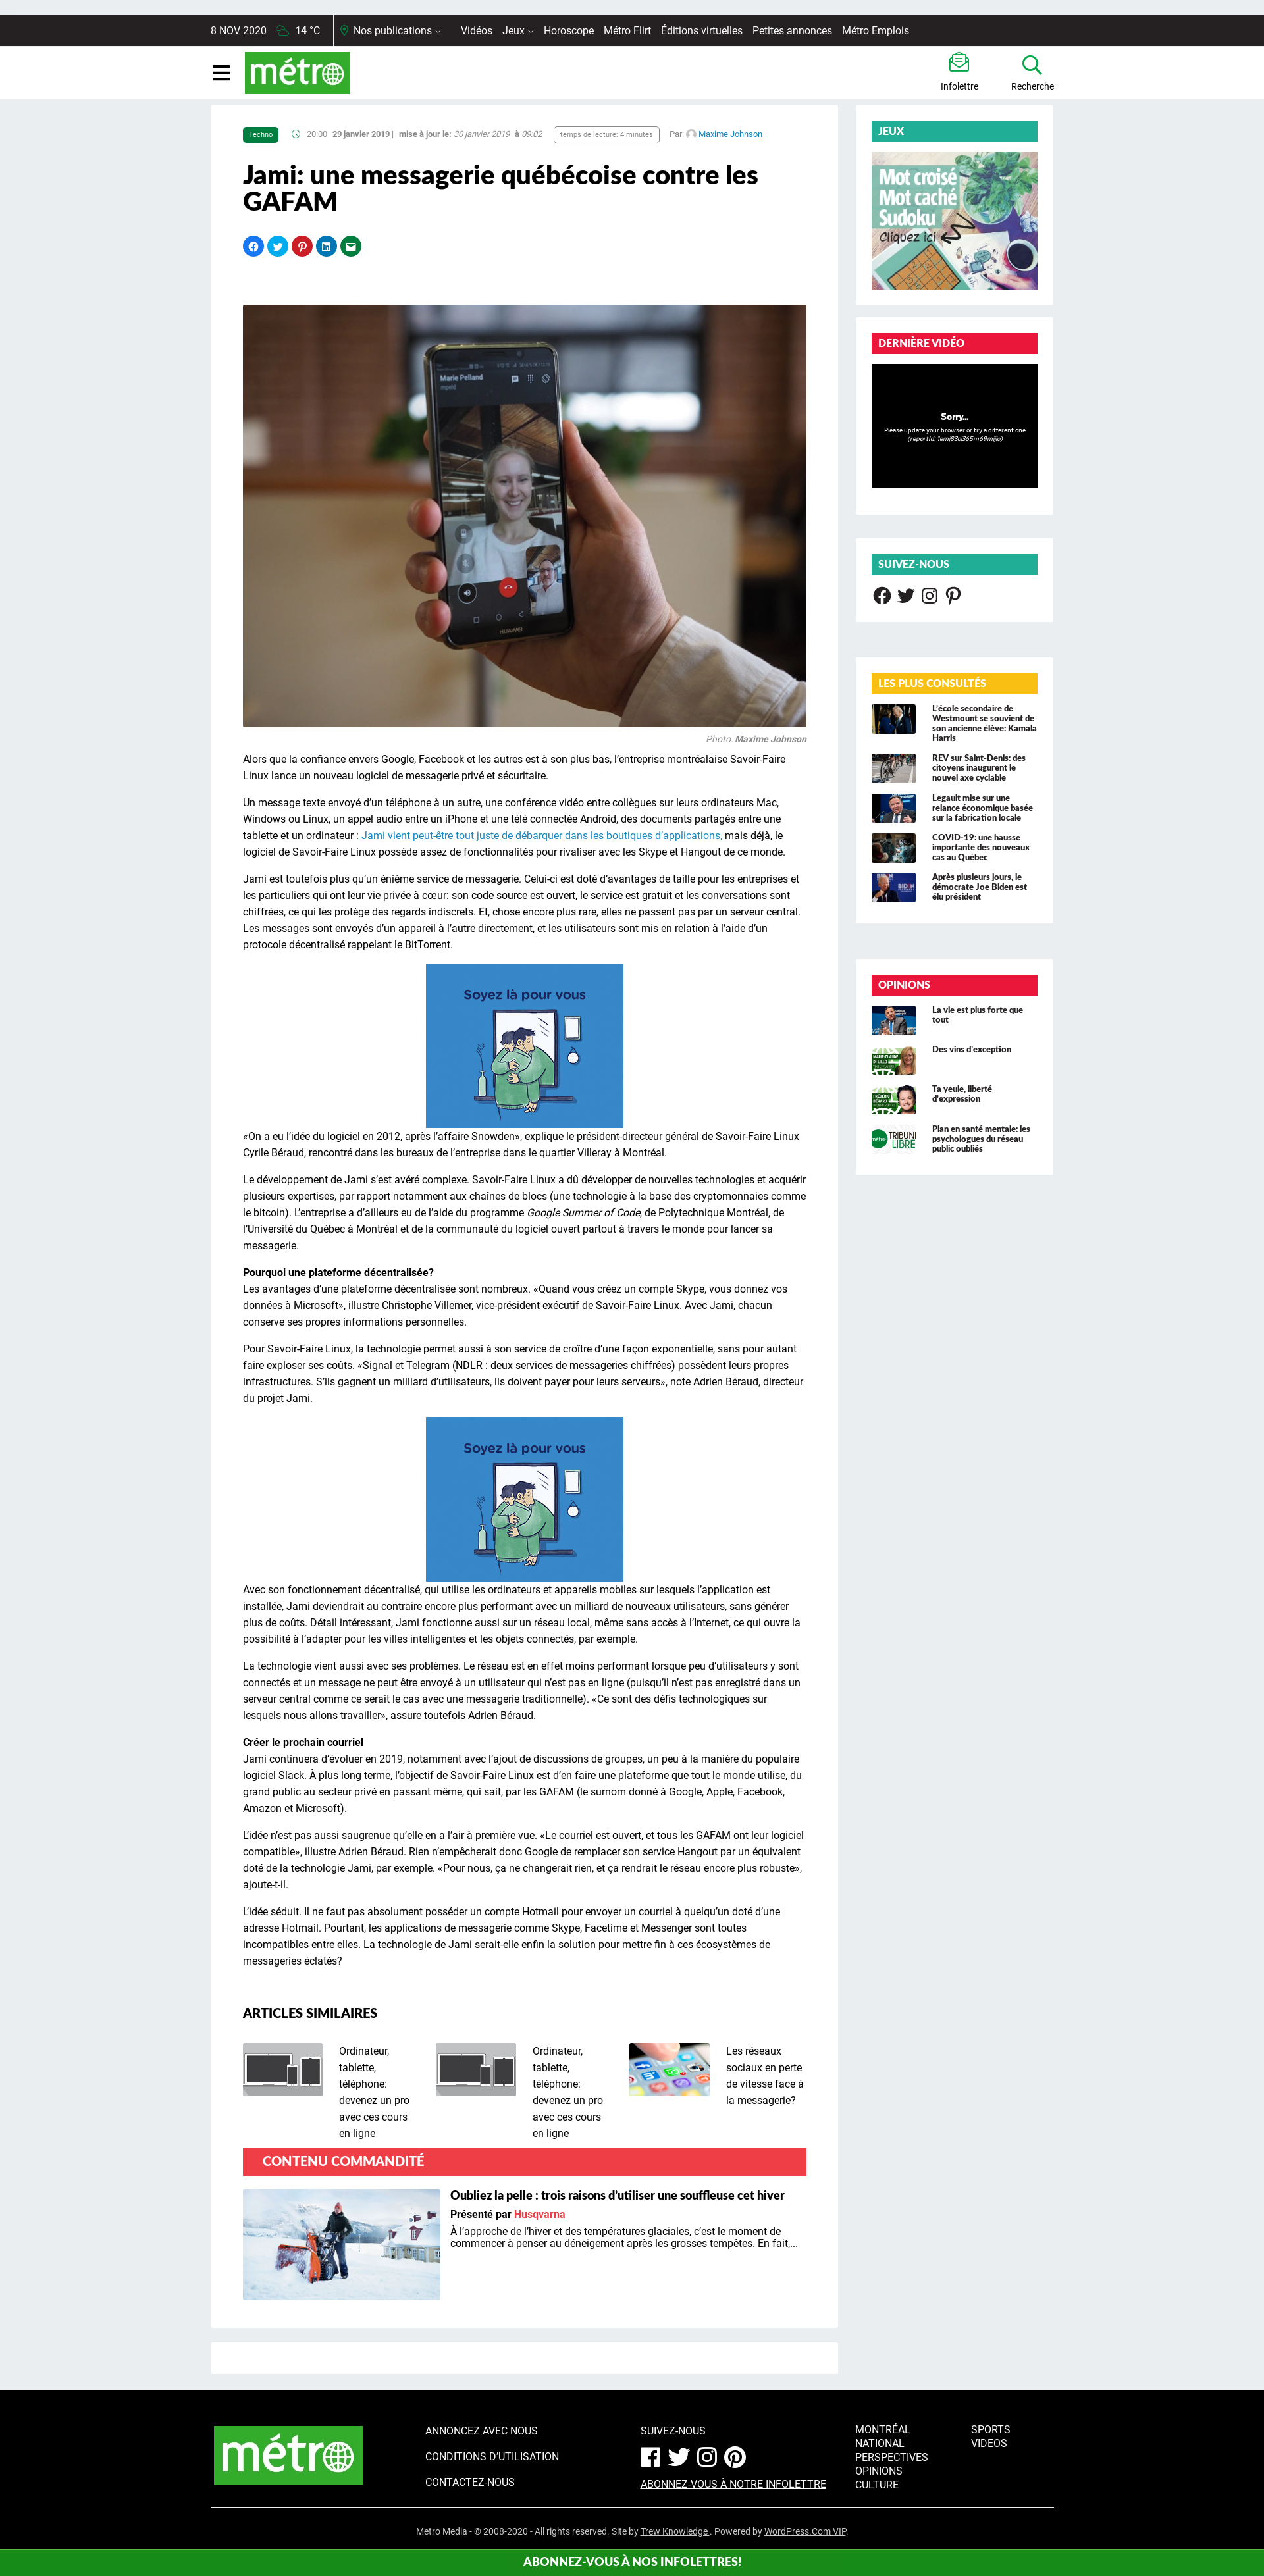 8 NOV 2020 14 °C Nos publications Vidéos Jeux Horoscope Métro Flirt Éditions virtuelles Petites annonces Métro Emplois
métro
Infolettre
Recherche
Techno 20:00 29 janvier 2019 | mise à jour le: 30 janvier 2019 à 09:02 temps de lecture: 4 minutes Par: Maxime Johnson
Jami: une messagerie québécoise contre les
GAFAM
Marie Pelland
mpelld
HUAWEI
Photo: Maxime Johnson
Alors que la confiance envers Google, Facebook et les autres est à son plus bas, l’entreprise montréalaise Savoir-Faire
Linux lance un nouveau logiciel de messagerie privé et sécuritaire.
Un message texte envoyé d’un téléphone à un autre, une conférence vidéo entre collègues sur leurs ordinateurs Mac,
Windows ou Linux, un appel audio entre un iPhone et une télé connectée Android, des documents partagés entre une
tablette et un ordinateur : Jami vient peut-être tout juste de débarquer dans les boutiques d’applications, mais déjà, le
logiciel de Savoir-Faire Linux possède assez de fonctionnalités pour rivaliser avec les Skype et Hangout de ce monde.
Jami est toutefois plus qu’un énième service de messagerie. Celui-ci est doté d’avantages de taille pour les entreprises et
les particuliers qui ont leur vie privée à cœur: son code source est ouvert, le service est gratuit et les conversations sont
chiffrées, ce qui les protège des regards indiscrets. Et, chose encore plus rare, elles ne passent pas par un serveur central.
Les messages sont envoyés d’un appareil à l’autre directement, et les utilisateurs sont mis en relation à l’aide d’un
protocole décentralisé rappelant le BitTorrent.
Soyez là pour vous
«On a eu l’idée du logiciel en 2012, après l’affaire Snowden», explique le président-directeur général de Savoir-Faire Linux
Cyrile Béraud, rencontré dans les bureaux de l’entreprise dans le quartier Villeray à Montréal.
Le développement de Jami s’est avéré complexe. Savoir-Faire Linux a dû développer de nouvelles technologies et acquérir
plusieurs expertises, par rapport notamment aux chaînes de blocs (une technologie à la base des cryptomonnaies comme
le bitcoin). L’entreprise a d’ailleurs eu de l’aide du programme Google Summer of Code, de Polytechnique Montréal, de
l’Université du Québec à Montréal et de la communauté du logiciel ouvert partout à travers le monde pour lancer sa
messagerie.
Pourquoi une plateforme décentralisée?
Les avantages d’une plateforme décentralisée sont nombreux. «Quand vous créez un compte Skype, vous donnez vos
données à Microsoft», illustre Christophe Villemer, vice-président exécutif de Savoir-Faire Linux. Avec Jami, chacun
conserve ses propres informations personnelles.
Pour Savoir-Faire Linux, la technologie permet aussi à son service de croître d’une façon exponentielle, sans pour autant
faire exploser ses coûts. «Signal et Telegram (NDLR : deux services de messageries chiffrées) possèdent leurs propres
infrastructures. S’ils gagnent un milliard d’utilisateurs, ils doivent payer pour leurs serveurs», note Adrien Béraud, directeur
du projet Jami.
Soyez là pour vous
Avec son fonctionnement décentralisé, qui utilise les ordinateurs et appareils mobiles sur lesquels l’application est
installée, Jami deviendrait au contraire encore plus performant avec un milliard de nouveaux utilisateurs, sans générer
plus de coûts. Détail intéressant, Jami fonctionne aussi sur un réseau local, même sans accès à l’Internet, ce qui ouvre la
possibilité à l’adapter pour les villes intelligentes et les objets connectés, par exemple.
La technologie vient aussi avec ses problèmes. Le réseau est en effet moins performant lorsque peu d’utilisateurs y sont
connectés et un message ne peut être envoyé à un utilisateur qui n’est pas en ligne (puisqu’il n’est pas enregistré dans un
serveur central comme ce serait le cas avec une messagerie traditionnelle). «Ce sont des défis technologiques sur
lesquels nous allons travailler», assure toutefois Adrien Béraud.
Créer le prochain courriel
Jami continuera d’évoluer en 2019, notamment avec l’ajout de discussions de groupes, un peu à la manière du populaire
logiciel Slack. À plus long terme, l’objectif de Savoir-Faire Linux est d’en faire une plateforme que tout le monde utilise, du
grand public au secteur privé en passant même, qui sait, par les GAFAM (le surnom donné à Google, Apple, Facebook,
Amazon et Microsoft).
L’idée n’est pas aussi saugrenue qu’elle en a l’air à première vue. «Le courriel est ouvert, et tous les GAFAM ont leur logiciel
compatible», illustre Adrien Béraud. Rien n’empêcherait donc Google de remplacer son service Hangout par un équivalent
doté de la technologie Jami, par exemple. «Pour nous, ça ne changerait rien, et ça rendrait le réseau encore plus robuste»,
ajoute-t-il.
L’idée séduit. Il ne faut pas absolument posséder un compte Hotmail pour envoyer un courriel à quelqu’un doté d’une
adresse Hotmail. Pourtant, les applications de messagerie comme Skype, Facetime et Messenger sont toutes
incompatibles entre elles. La technologie de Jami serait-elle enfin la solution pour mettre fin à ces écosystèmes de
messageries éclatés?
ARTICLES SIMILAIRES
Ordinateur,
tablette,
téléphone:
devenez un pro
avec ces cours
en ligne
Ordinateur,
tablette,
téléphone:
devenez un pro
avec ces cours
en ligne
Les réseaux
sociaux en perte
de vitesse face à
la messagerie?
CONTENU COMMANDITÉ
Oubliez la pelle : trois raisons d’utiliser une souffleuse cet hiver
Présenté par Husqvarna
À l’approche de l’hiver et des températures glaciales, c’est le moment de
commencer à penser au déneigement après les grosses tempêtes. En fait,...
JEUX
Mot croisé
Mot caché
Sudoku
Cliquez ici
DERNIÈRE VIDÉO
Sorry...
Please update your browser or try a different one
(reportId: 1emj83oi365m69mjjlo)
SUIVEZ-NOUS
LES PLUS CONSULTÉS
L’école secondaire de
Westmount se souvient de
son ancienne élève: Kamala
Harris
REV sur Saint-Denis: des
citoyens inaugurent le
nouvel axe cyclable
Legault mise sur une
relance économique basée
sur la fabrication locale
COVID-19: une hausse
importante des nouveaux
cas au Québec
Après plusieurs jours, le
démocrate Joe Biden est
élu président
OPINIONS
La vie est plus forte que
tout
Des vins d’exception
Ta yeule, liberté
d’expression
TRIBUNE
LIBRE
Plan en santé mentale: les
psychologues du réseau
public oubliés
métro
ANNONCEZ AVEC NOUS
CONDITIONS D’UTILISATION
CONTACTEZ-NOUS
SUIVEZ-NOUS
ABONNEZ-VOUS À NOTRE INFOLETTRE
MONTRÉAL
NATIONAL
PERSPECTIVES
OPINIONS
CULTURE
SPORTS
VIDEOS
Metro Media - © 2008-2020 - All rights reserved. Site by Trew Knowledge . Powered by WordPress.Com VIP.
ABONNEZ-VOUS À NOS INFOLETTRES!